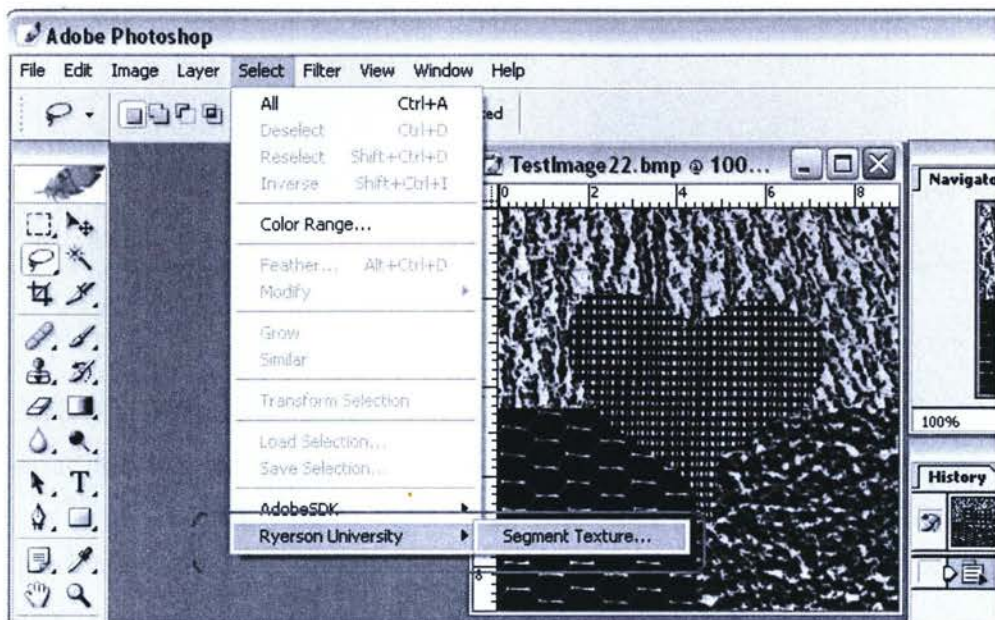 Adobe Photoshop
File Edit Image Layer Select Filter View Window Help
ed
All Ctrl+A
Deselect Ctrl+D
Reselect Shift+Ctrl+D
Inverse Shift+Ctrl+I
Color Range...
Feather... Alt+Ctrl+D
Modify
Grow
Similar
Transform Selection
Load Selection...
Save Selection...
AdobeSDK
Ryerson University
Segment Texture...
TestImage22.bmp @ 100...
0 2 4 6 8
T
8
Navigato
100%
History